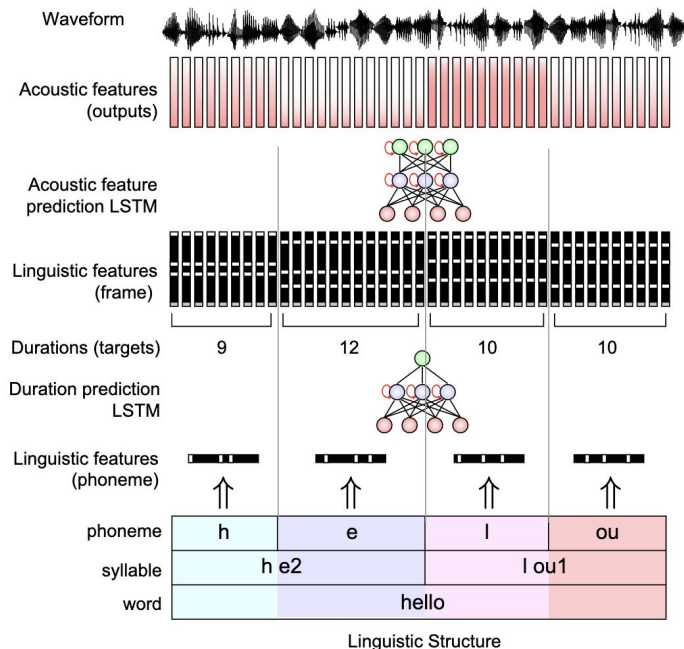 Waveform
Acoustic features
(outputs)
Acoustic feature
prediction LSTM
Linguistic features
(frame)
Durations (targets) 9 12 10 10
Duration prediction
LSTM
Linguistic features
(phoneme)
phoneme h e l ou
syllable h e2 l ou1
word hello
Linguistic Structure